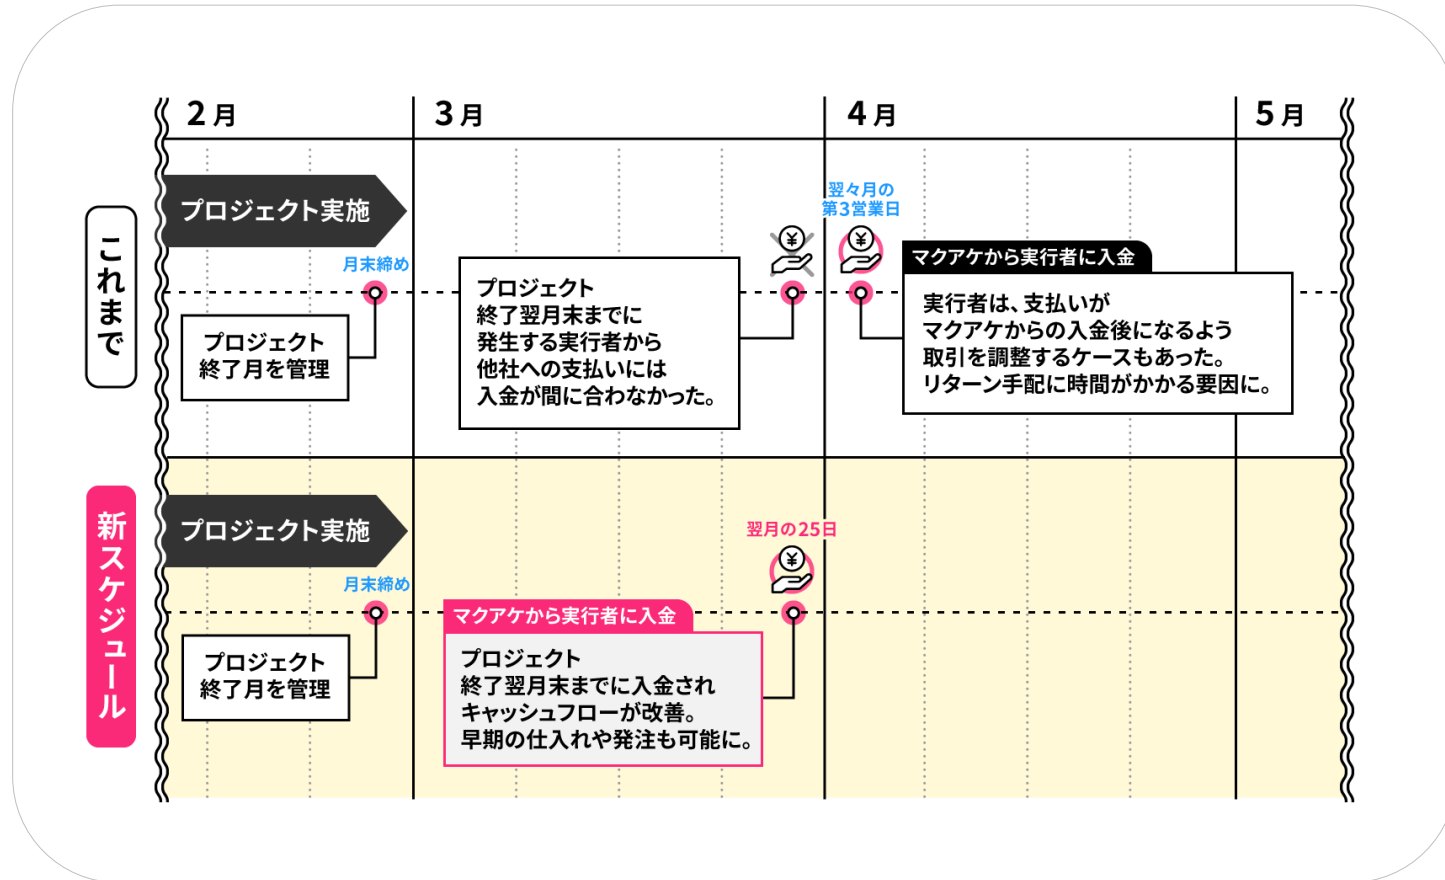 2月
3月
4月
5月
これまで
プロジェクト実施
月末締め
プロジェクト
終了月を管理
プロジェクト
終了翌月末までに
発生する実行者から
他社への支払いには
入金が間に合わなかった。
翌々月の
第3営業日
マクアケから実行者に入金
実行者は、支払いが
マクアケからの入金後になるよう
取引を調整するケースもあった。
リターン手配に時間がかかる要因に。
新スケジュール
プロジェクト実施
月末締め
プロジェクト
終了月を管理
翌月の25日
マクアケから実行者に入金
プロジェクト
終了翌月末までに入金され
キャッシュフローが改善。
早期の仕入れや発注も可能に。